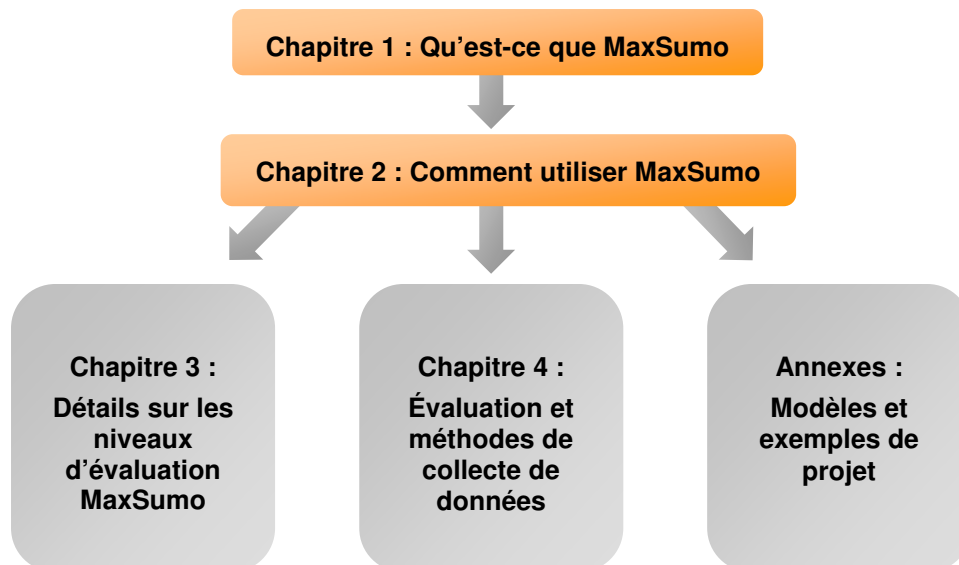 Chapitre 1 : Qu’est-ce que MaxSumo
Chapitre 2 : Comment utiliser MaxSumo
Chapitre 3 :
Détails sur les
niveaux
d’évaluation
MaxSumo
Chapitre 4 :
Évaluation et
méthodes de
collecte de
données
Annexes :
Modèles et
exemples de
projet